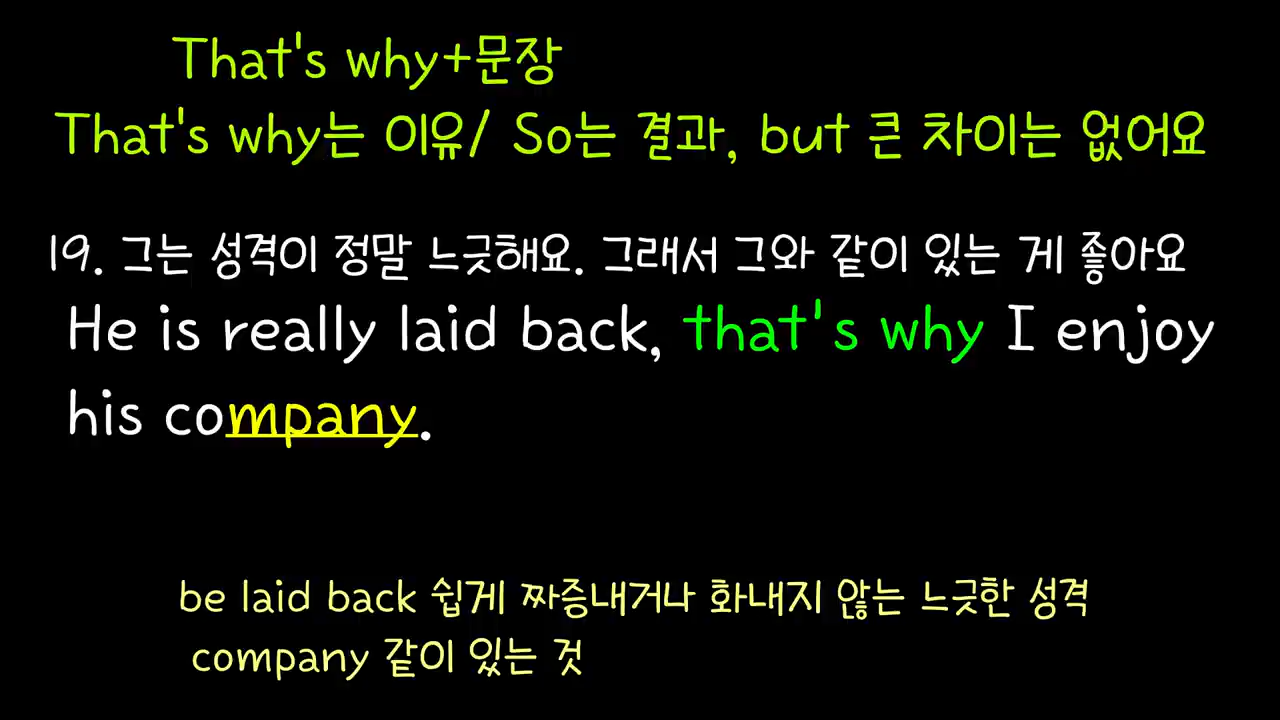 That's why+문장
That's why는 이유/ So는 결과, but 큰 차이는 없어요
19. 그는 성격이 정말 느긋해요. 그래서 그와 같이 있는 게 좋아요
He is really laid back, that's why I enjoy
his company.
be laid back 쉽게 짜증내거나 화내지 않는 느긋한 성격
company 같이 있는 것